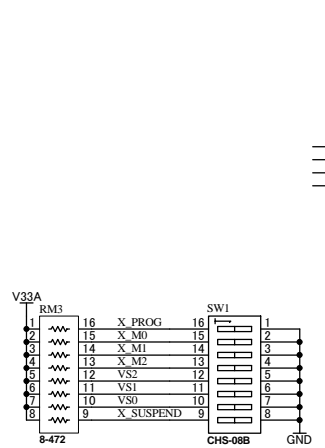 V33A
RM3 SW1
1 16 X_PROG 16 1
2 15 X_M0 15 2
3 14 X_M1 14 3
4 13 X_M2 13 4
5 12 VS2 12 5
6 11 VS1 11 6
7 10 VS0 10 7
8 9 X_SUSPEND 9 8
8-472 CHS-08B GND